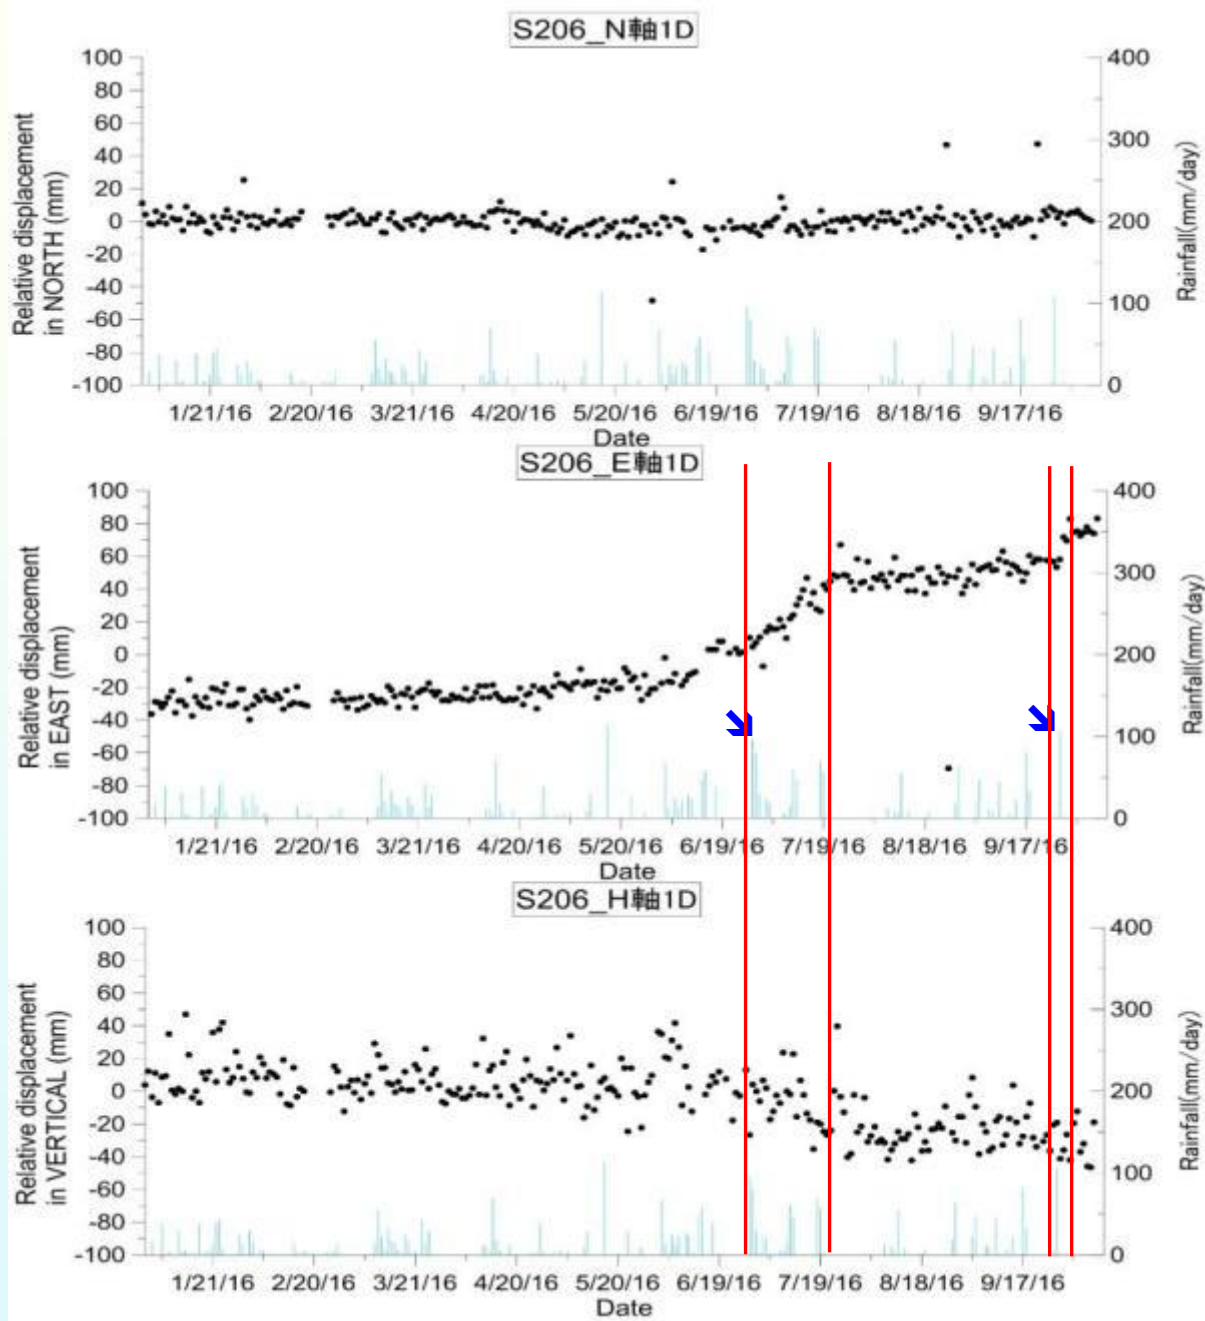 S206_N軸1D
100
80
60
40
20
0
-20
-40
-60
-80
-100
Relative displacement
in NORTH (mm)
400
300
200
100
0
Rainfall(mm/day)
1/21/16 2/20/16 3/21/16 4/20/16 5/20/16 6/19/16 7/19/16 8/18/16 9/17/16
Date
S206_E軸1D
100
80
60
40
20
0
-20
-40
-60
-80
-100
Relative displacement
in EAST (mm)
400
300
200
100
0
Rainfall(mm/day)
1/21/16 2/20/16 3/21/16 4/20/16 5/20/16 6/19/16 7/19/16 8/18/16 9/17/16
Date
S206_H軸1D
100
80
60
40
20
0
-20
-40
-60
-80
-100
Relative displacement
in VERTICAL (mm)
400
300
200
100
0
Rainfall(mm/day)
1/21/16 2/20/16 3/21/16 4/20/16 5/20/16 6/19/16 7/19/16 8/18/16 9/17/16
Date